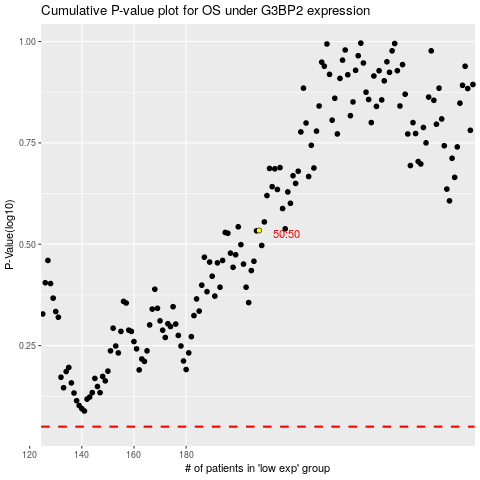 Cumulative P-value plot for OS under G3BP2 expression
P-Value(log10)
1.00
0.75
0.50
0.25
50:50
120 140 160 180
# of patients in 'low exp' group